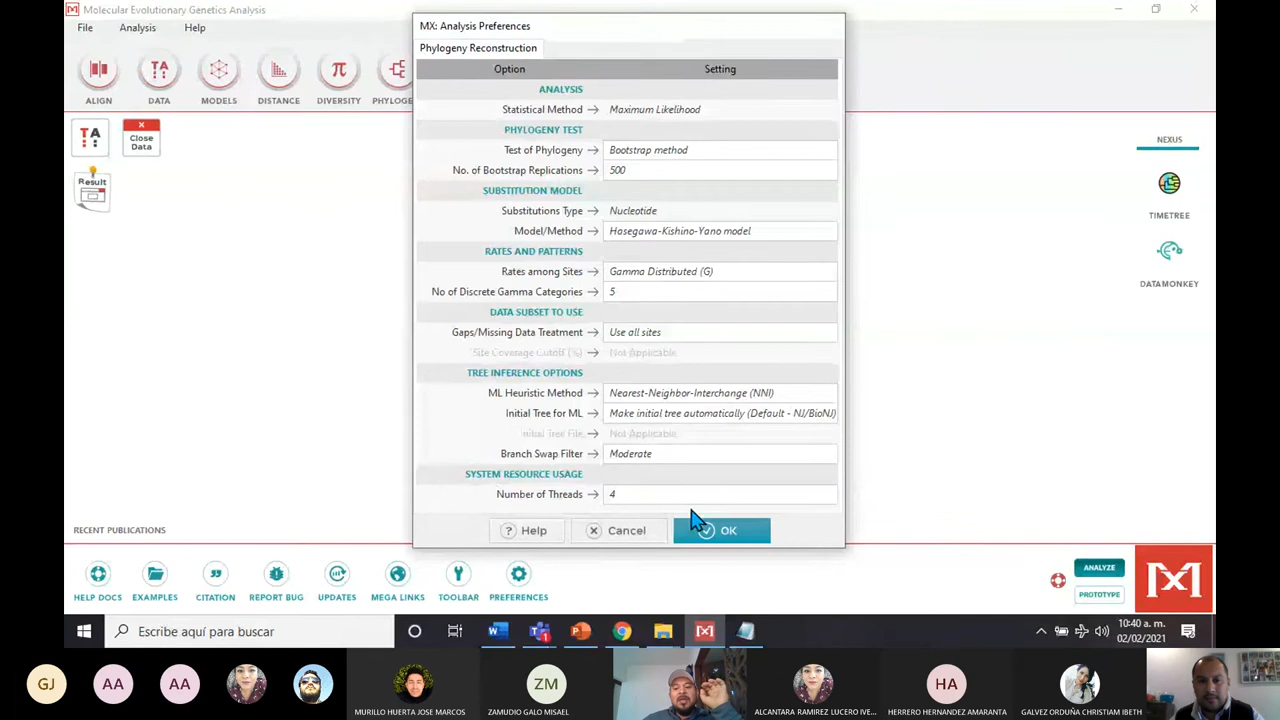 Molecular Evolutionary Genetics Analysis
File Analysis Help
ALIGN DATA MODELS DISTANCE DIVERSITY PHYLOGE
TA
Close
Data
Result
MX: Analysis Preferences
Phylogeny Reconstruction
Option Setting
ANALYSIS
Statistical Method → Maximum Likelihood
PHYLOGENY TEST
Test of Phylogeny → Bootstrap method
No. of Bootstrap Replications → 500
SUBSTITUTION MODEL
Substitutions Type → Nucleotide
Model/Method → Hasegawa-Kishino-Yano model
RATES AND PATTERNS
Rates among Sites → Gamma Distributed (G)
No of Discrete Gamma Categories → 5
DATA SUBSET TO USE
Gaps/Missing Data Treatment → Use all sites
Site Coverage Cutoff (%) → Not Applicable
TREE INFERENCE OPTIONS
ML Heuristic Method → Nearest-Neighbor-Interchange (NNI)
Initial Tree for ML → Make initial tree automatically (Default - NJ/BioNJ)
Initial Tree File → Not Applicable
Branch Swap Filter → Moderate
SYSTEM RESOURCE USAGE
Number of Threads → 4
? Help Cancel OK
NEXUS
TIMETREE
DATAMONKEY
RECENT PUBLICATIONS
HELP DOCS EXAMPLES CITATION REPORT BUG UPDATES MEGA LINKS TOOLBAR PREFERENCES
ANALYZE
PROTOTYPE
Escribe aquí para buscar
10:40 a. m.
02/02/2021
GJ AA AA ZM HA
MURILLO HUERTA JOSE MARCOS
ZAMUDIO GALO MISAEL
ALCANTARA RAMIREZ LUCERO IVE...
HERRERO HERNANDEZ AMARANTA
GALVEZ ORDUÑA CHRISTIAM IBETH